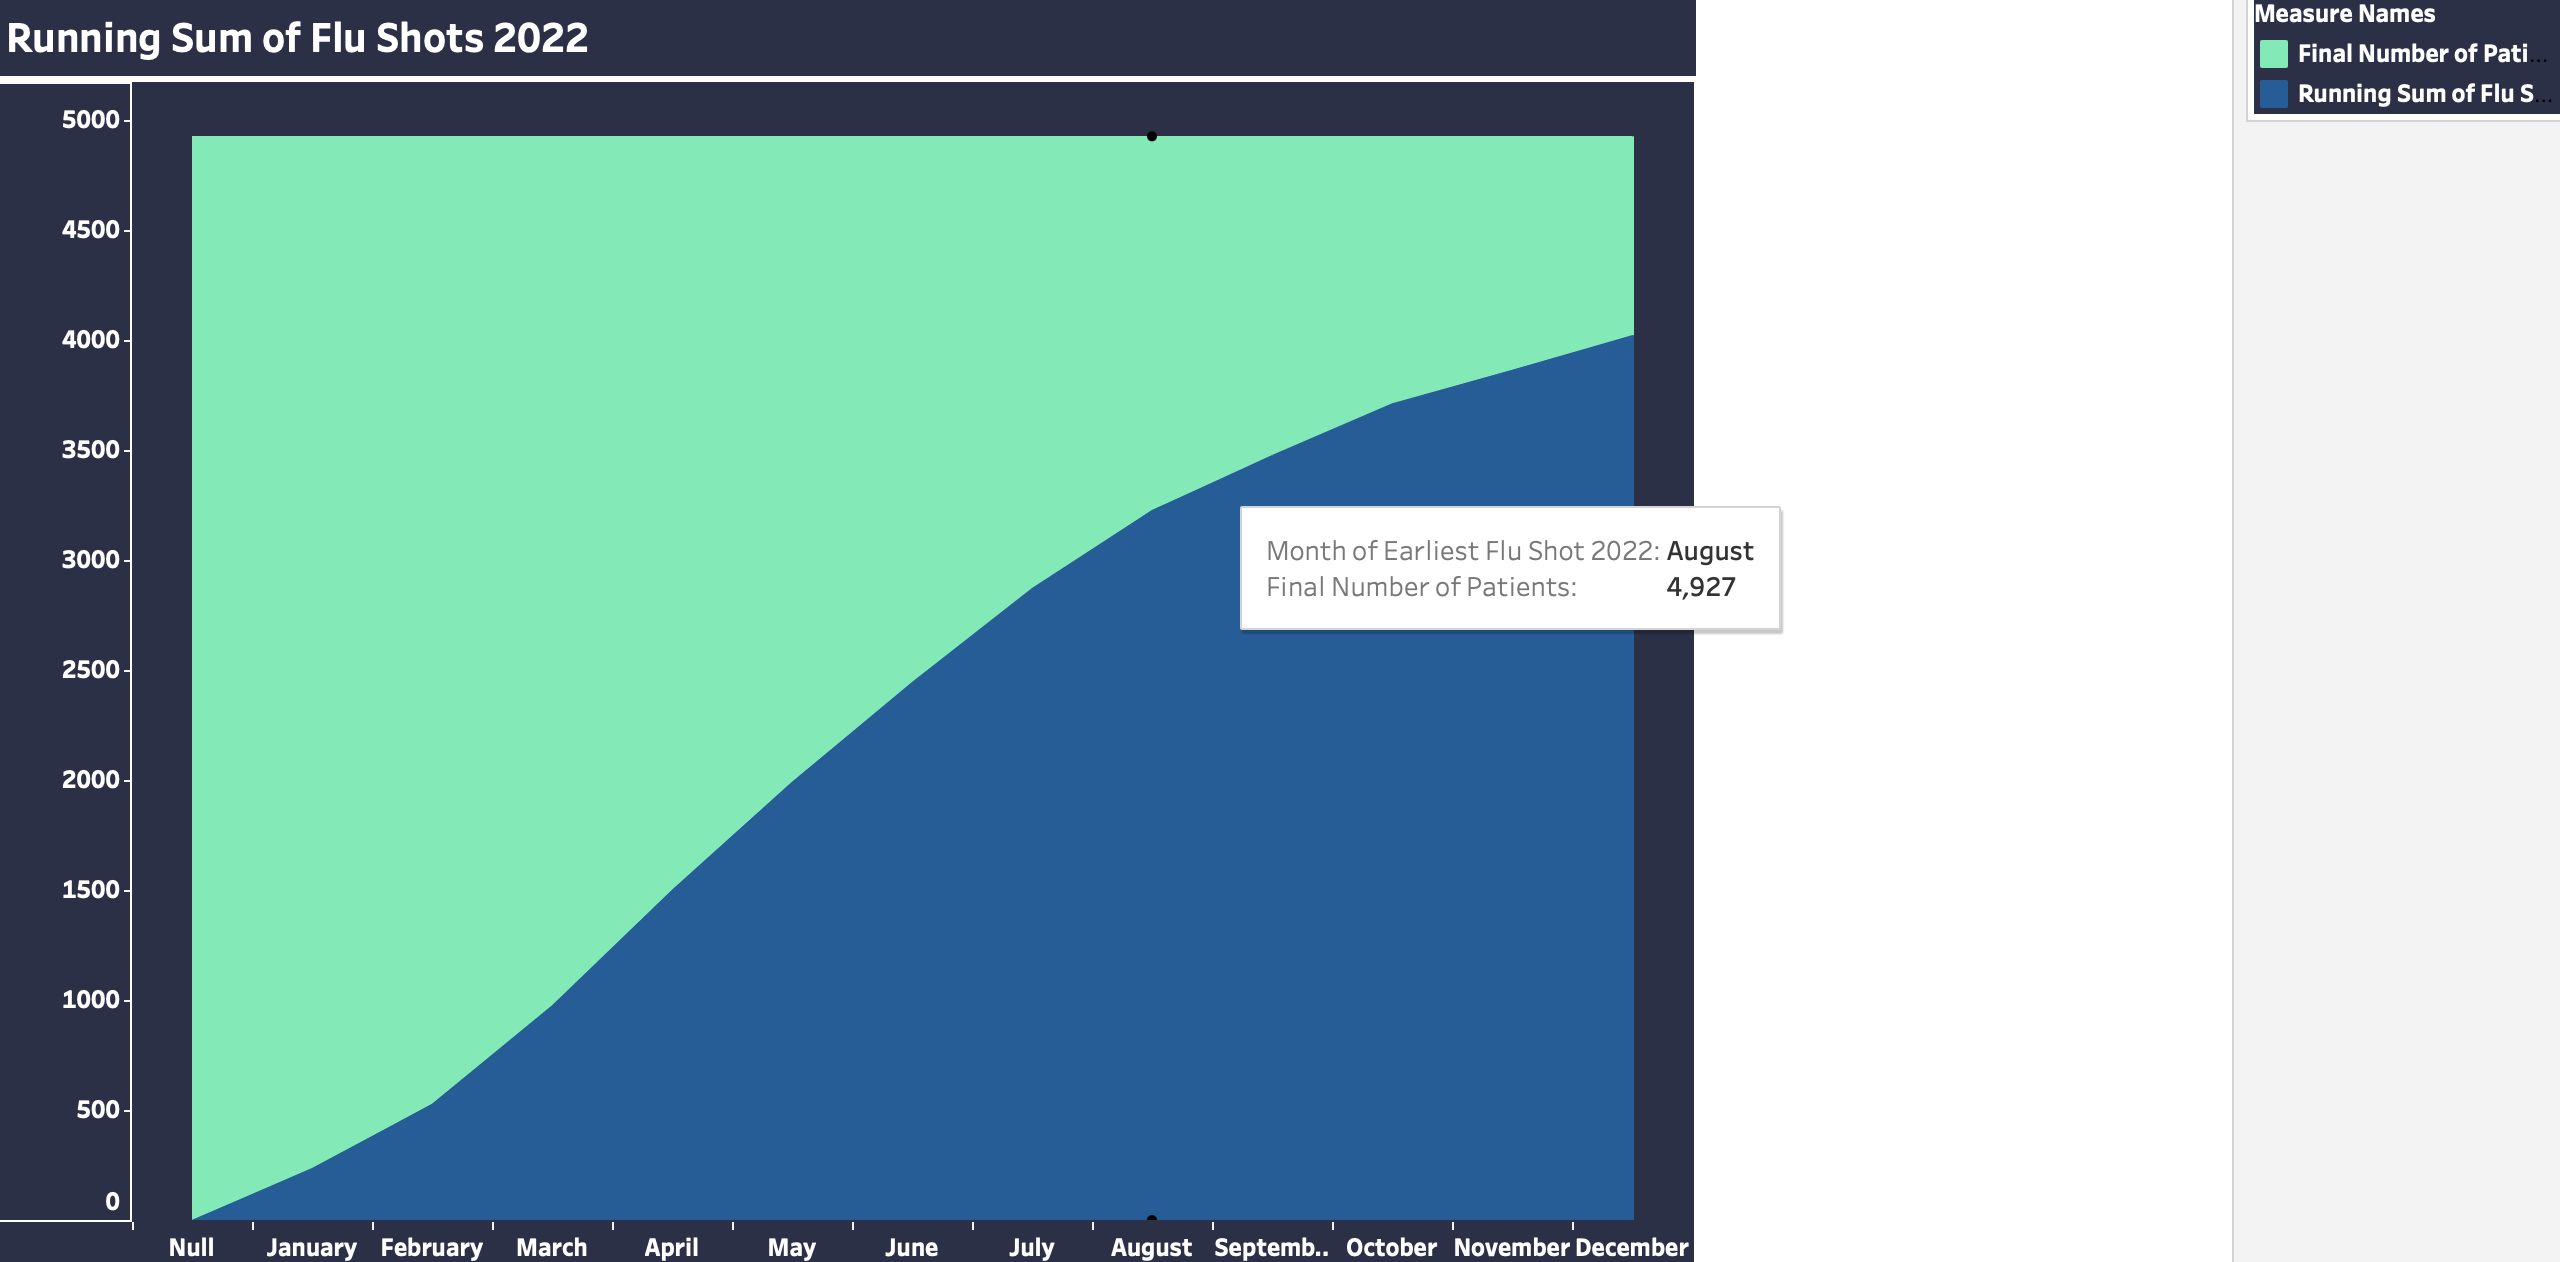 Running Sum of Flu Shots 2022
Measure Names
Final Number of Pati...
Running Sum of Flu S...
5000
4500
4000
3500
3000
2500
2000
1500
1000
500
0
Month of Earliest Flu Shot 2022: August
Final Number of Patients: 4,927
Null January February March April May June July August Septemb.. October November December